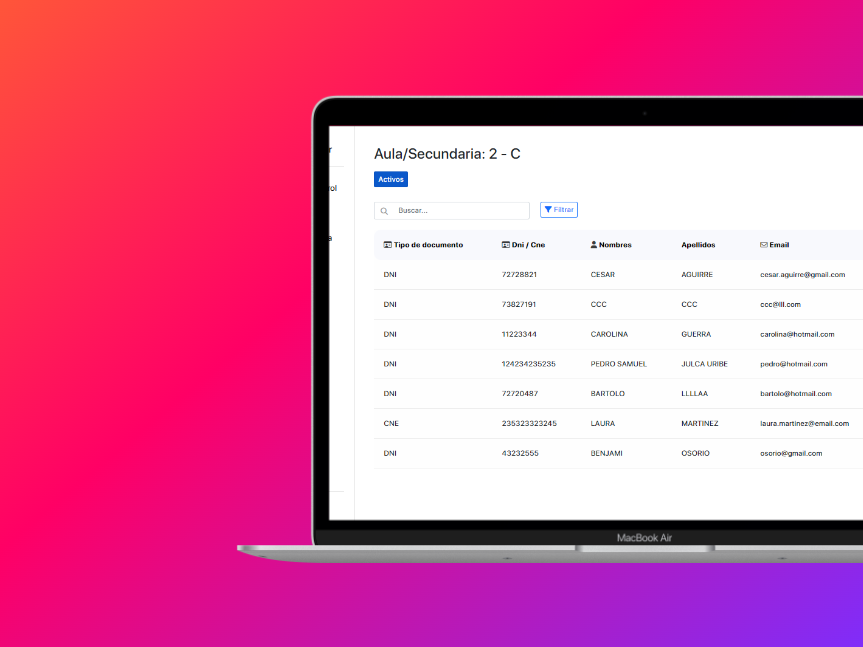 r
Aula/Secundaria: 2 - C
Activos
rol
Buscar...
Filtrar
a
Tipo de documento Dni / Cne Nombres Apellidos Email
DNI 72728821 CESAR AGUIRRE cesar.aguirre@gmail.com
DNI 73827191 CCC CCC ccc@lll.com
DNI 11223344 CAROLINA GUERRA carolina@hotmail.com
DNI 124234235235 PEDRO SAMUEL JULCA URIBE pedro@hotmail.com
DNI 72720487 BARTOLO LLLLAA bartolo@hotmail.com
CNE 235323323245 LAURA MARTINEZ laura.martinez@email.com
DNI 43232555 BENJAMI OSORIO osorio@gmail.com
MacBook Air